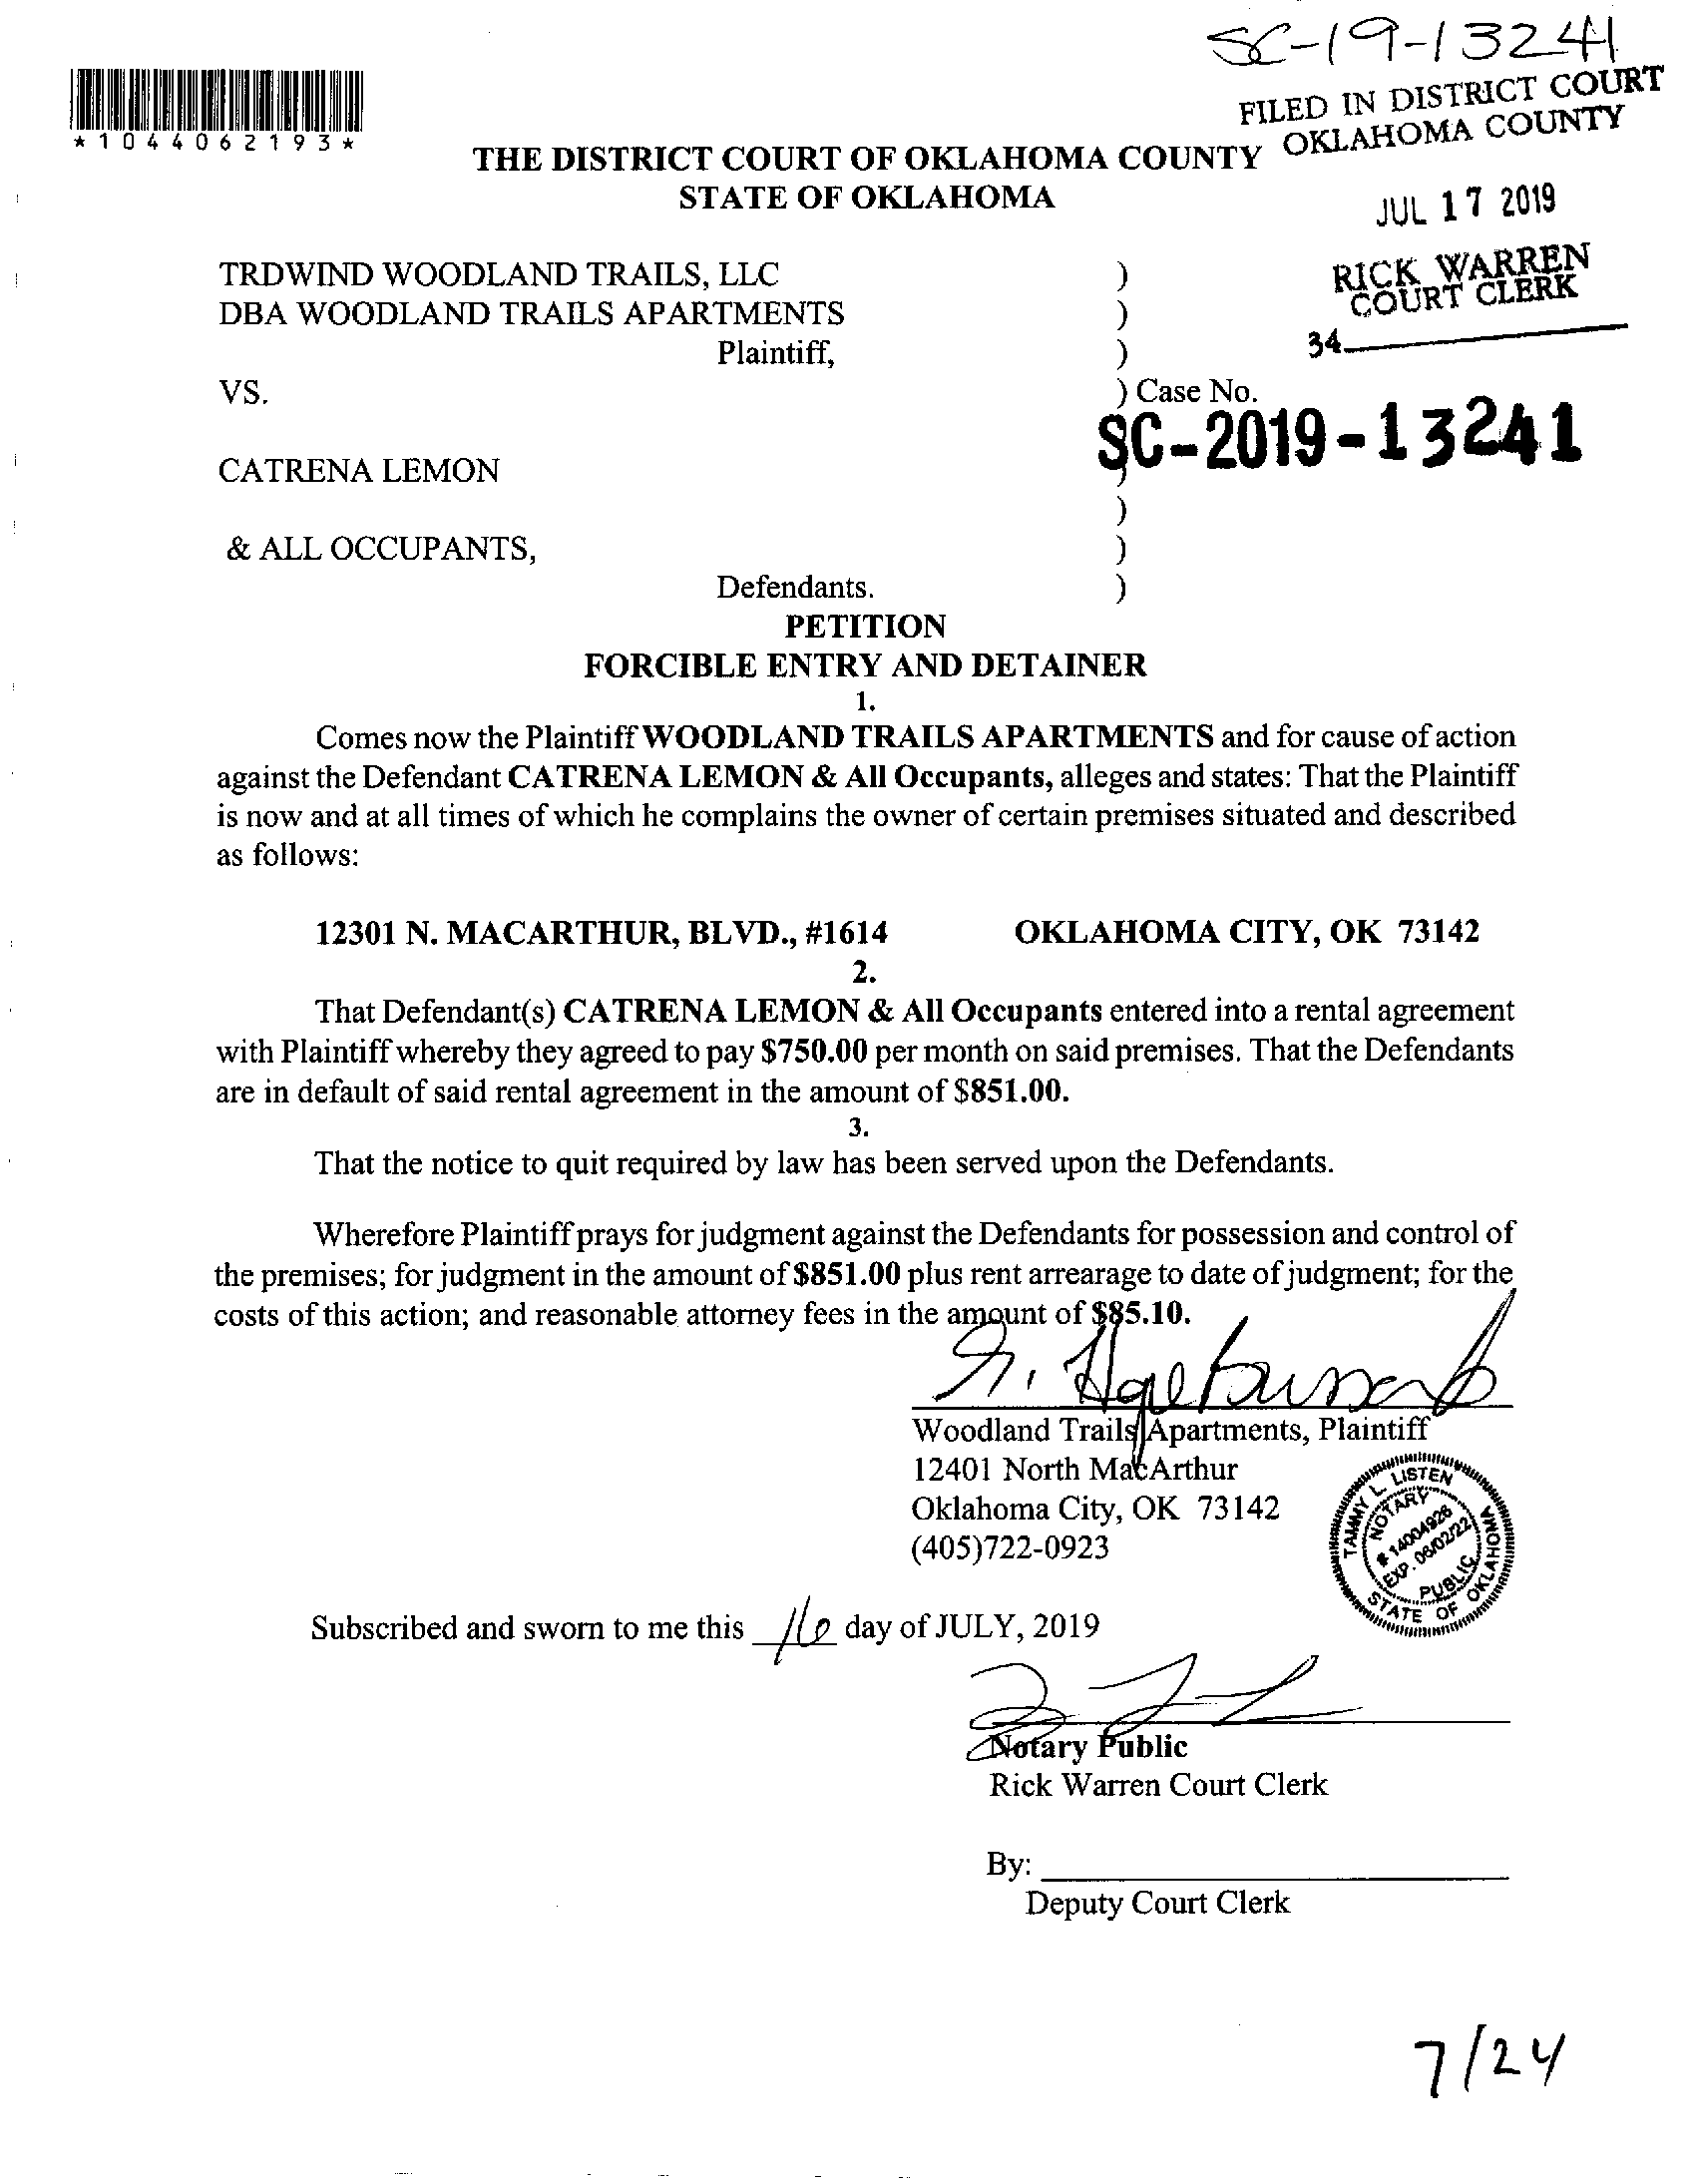 SC-19-13241
FILED IN DISTRICT COURT
OKLAHOMA COUNTY
*1044062193*
THE DISTRICT COURT OF OKLAHOMA COUNTY
STATE OF OKLAHOMA
JUL 17 2019
RICK WARREN
COURT CLERK
34
TRDWIND WOODLAND TRAILS, LLC )
DBA WOODLAND TRAILS APARTMENTS )
Plaintiff, )
VS. ) Case No.
SC-2019-13241
CATRENA LEMON )
)
& ALL OCCUPANTS, )
Defendants. )
PETITION
FORCIBLE ENTRY AND DETAINER
1.
Comes now the Plaintiff WOODLAND TRAILS APARTMENTS and for cause of action
against the Defendant CATRENA LEMON & All Occupants, alleges and states: That the Plaintiff
is now and at all times of which he complains the owner of certain premises situated and described
as follows:
12301 N. MACARTHUR, BLVD., #1614 OKLAHOMA CITY, OK 73142
2.
That Defendant(s) CATRENA LEMON & All Occupants entered into a rental agreement
with Plaintiff whereby they agreed to pay $750.00 per month on said premises. That the Defendants
are in default of said rental agreement in the amount of $851.00.
3.
That the notice to quit required by law has been served upon the Defendants.
Wherefore Plaintiff prays for judgment against the Defendants for possession and control of
the premises; for judgment in the amount of $851.00 plus rent arrearage to date of judgment; for the
costs of this action; and reasonable attorney fees in the amount of $85.10.
Woodland Trails Apartments, Plaintiff
12401 North MacArthur
Oklahoma City, OK 73142
(405)722-0923
TAMMY L. LISTEN
NOTARY
# 14004926
EXP. 06/02/22
PUBLIC
STATE OF OKLAHOMA
Subscribed and sworn to me this 16 day of JULY, 2019
Notary Public
Rick Warren Court Clerk
By:
Deputy Court Clerk
7/24